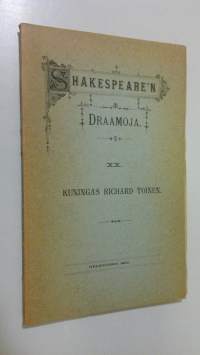 SHAKESPEARE'N
DRAAMOJA.
XX.
KUNINGAS RICHARD TOINEN.